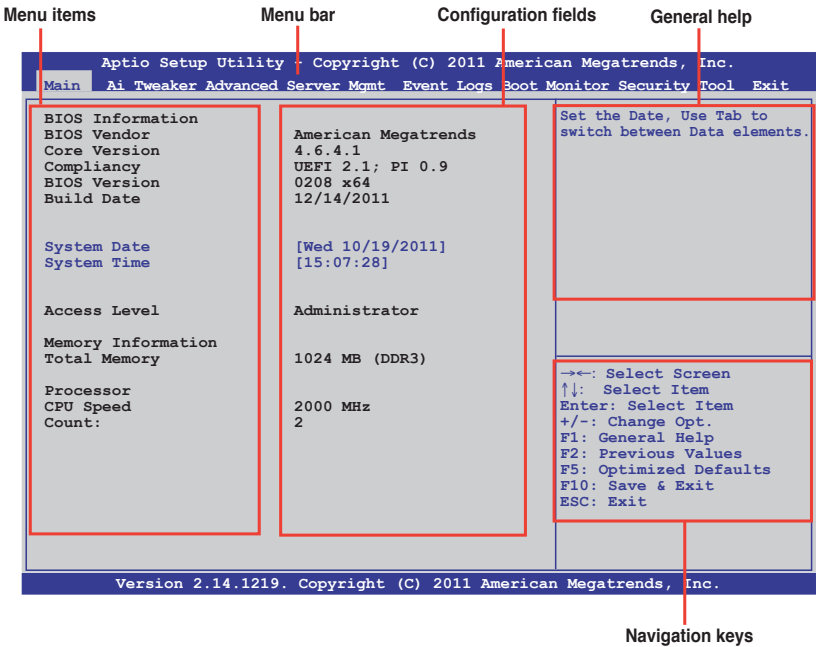 Menu items Menu bar Configuration fields General help
Aptio Setup Utility - Copyright (C) 2011 American Megatrends, Inc.
Main Ai Tweaker Advanced Server Mgmt Event Logs Boot Monitor Security Tool Exit
BIOS Information
BIOS Vendor American Megatrends
Core Version 4.6.4.1
Compliancy UEFI 2.1; PI 0.9
BIOS Version 0208 x64
Build Date 12/14/2011
System Date [Wed 10/19/2011]
System Time [15:07:28]
Access Level Administrator
Memory Information
Total Memory 1024 MB (DDR3)
Processor
CPU Speed 2000 MHz
Count: 2
Set the Date, Use Tab to
switch between Data elements.
→←: Select Screen
↑↓: Select Item
Enter: Select Item
+/-: Change Opt.
F1: General Help
F2: Previous Values
F5: Optimized Defaults
F10: Save & Exit
ESC: Exit
Version 2.14.1219. Copyright (C) 2011 American Megatrends, Inc.
Navigation keys